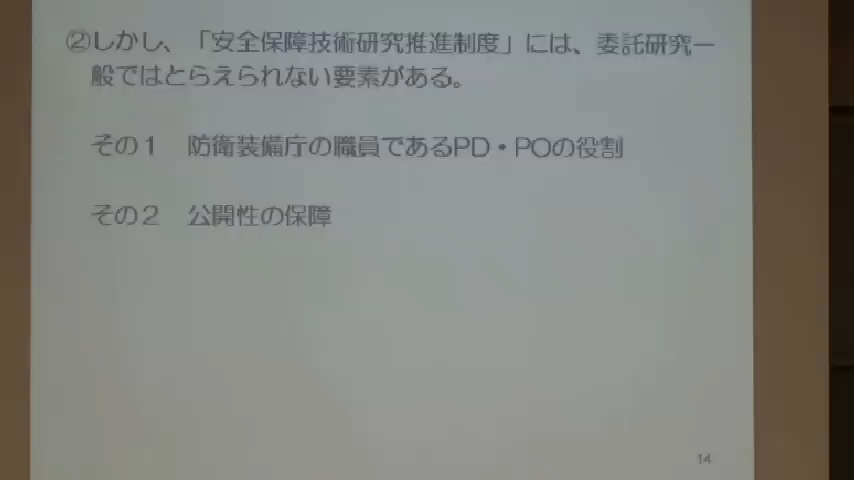 ②しかし、「安全保障技術研究推進制度」には、委託研究一
般ではとらえられない要素がある。
その１　防衛装備庁の職員であるPD・POの役割
その２　公開性の保障
14